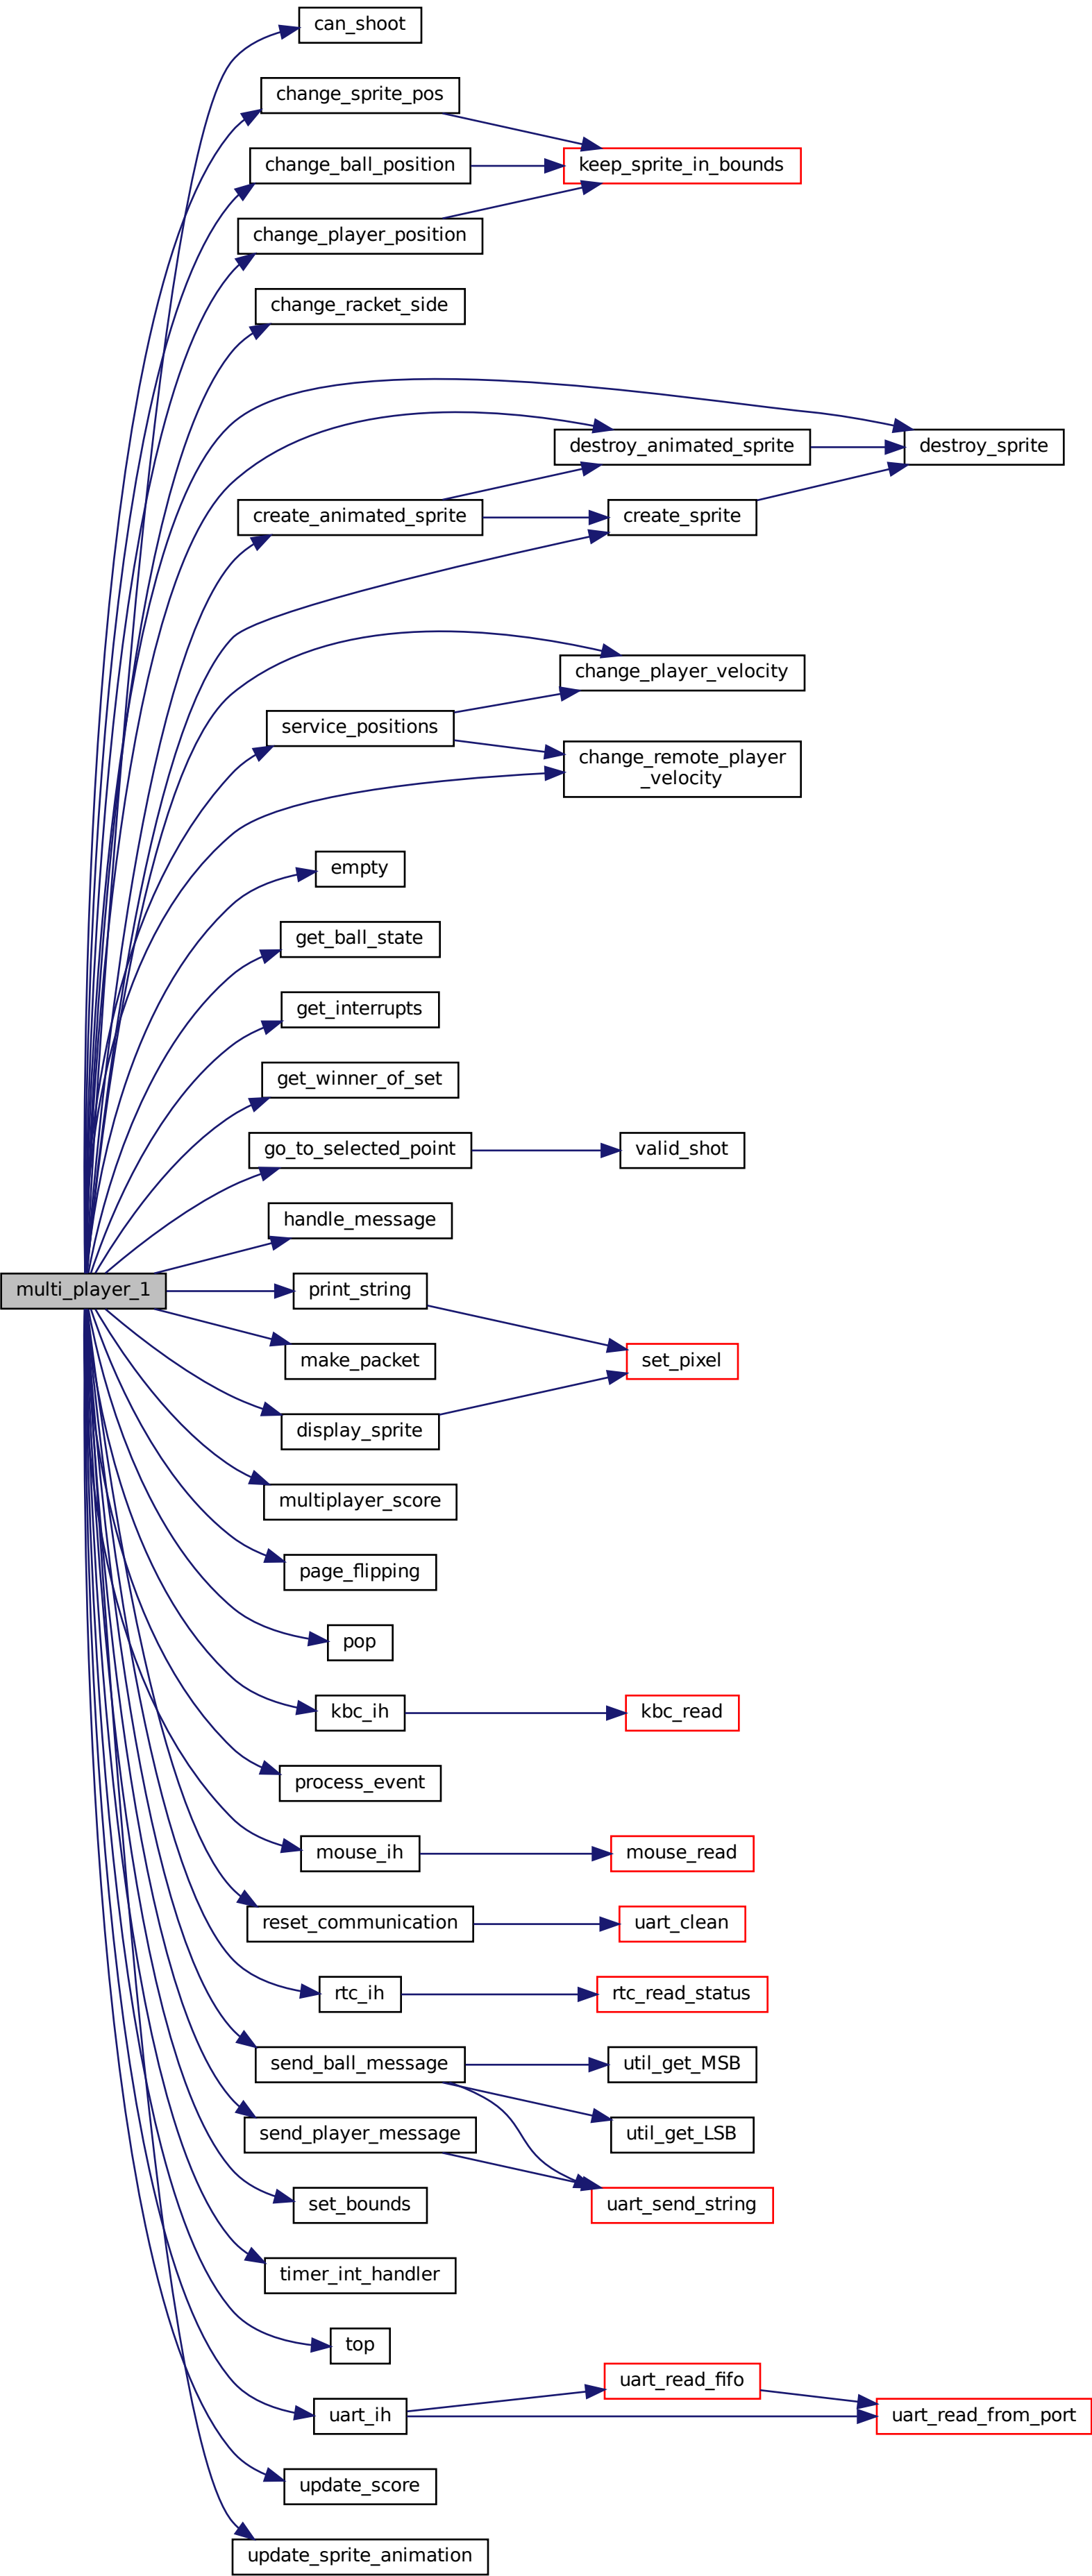 can_shoot
change_sprite_pos
change_ball_position
keep_sprite_in_bounds
change_player_position
change_racket_side
destroy_animated_sprite
destroy_sprite
create_animated_sprite
create_sprite
change_player_velocity
service_positions
change_remote_player
_velocity
empty
get_ball_state
get_interrupts
get_winner_of_set
go_to_selected_point
valid_shot
handle_message
multi_player_1
print_string
make_packet
set_pixel
display_sprite
multiplayer_score
page_flipping
pop
kbc_ih
kbc_read
process_event
mouse_ih
mouse_read
reset_communication
uart_clean
rtc_ih
rtc_read_status
send_ball_message
util_get_MSB
send_player_message
util_get_LSB
set_bounds
uart_send_string
timer_int_handler
top
uart_read_fifo
uart_ih
uart_read_from_port
update_score
update_sprite_animation